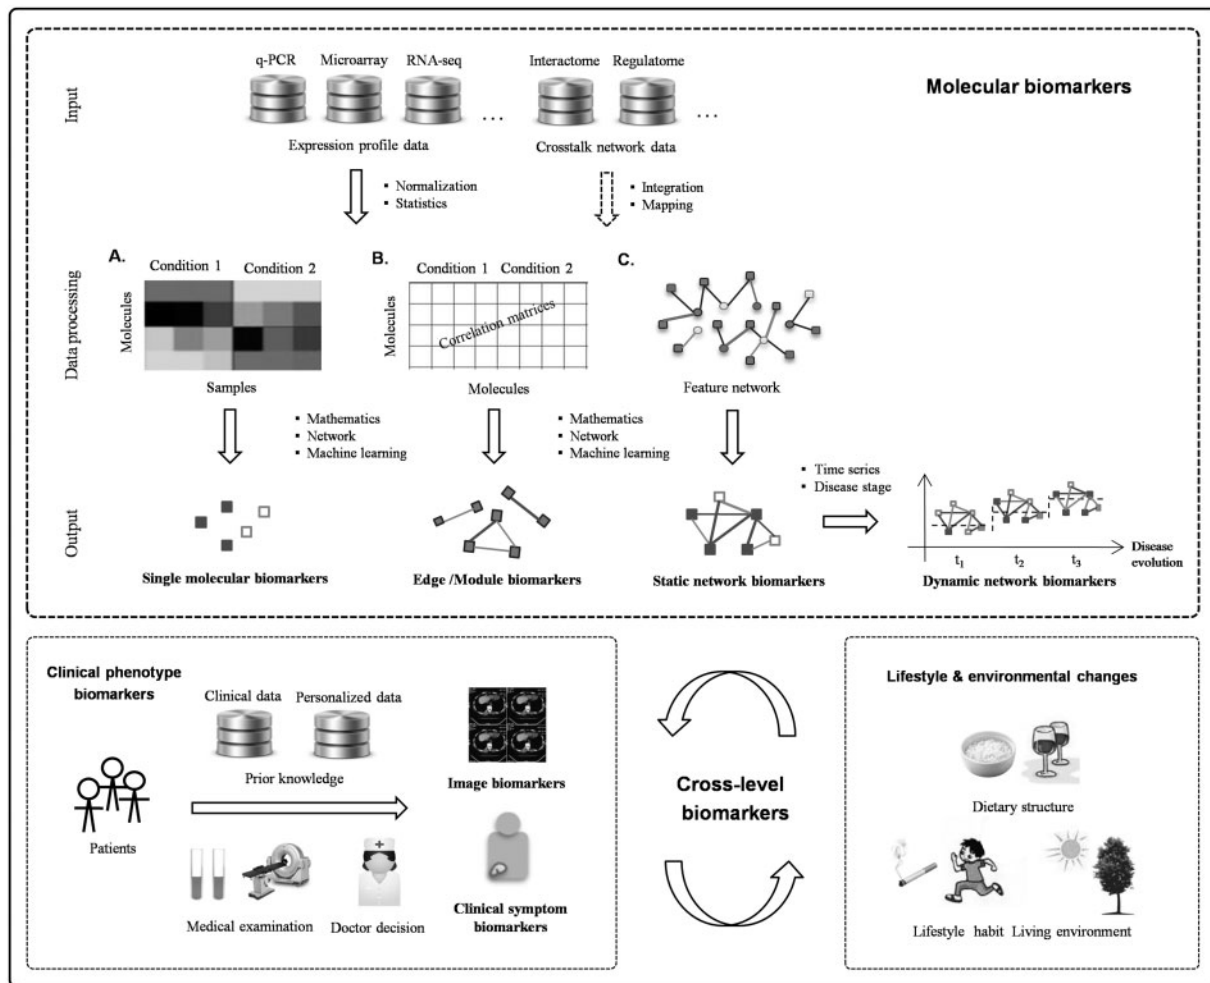 Molecular biomarkers
Input
q-PCR Microarray RNA-seq
Interactome Regulatome
... ...
Expression profile data
Crosstalk network data
▪ Normalization
▪ Statistics
▪ Integration
▪ Mapping
Data processing
A.
Condition 1 Condition 2
Molecules
Samples
B.
Condition 1 Condition 2
Molecules
Correlation matrices
Molecules
C.
Feature network
▪ Mathematics
▪ Network
▪ Machine learning
▪ Mathematics
▪ Network
▪ Machine learning
▪ Time series
▪ Disease stage
Output
Single molecular biomarkers
Edge /Module biomarkers
Static network biomarkers
t1 t2 t3
Disease
evolution
Dynamic network biomarkers
Clinical phenotype
biomarkers
Clinical data Personalized data
Prior knowledge
Patients
Medical examination
Doctor decision
Image biomarkers
Clinical symptom
biomarkers
Cross-level
biomarkers
Lifestyle & environmental changes
Dietary structure
Lifestyle habit Living environment